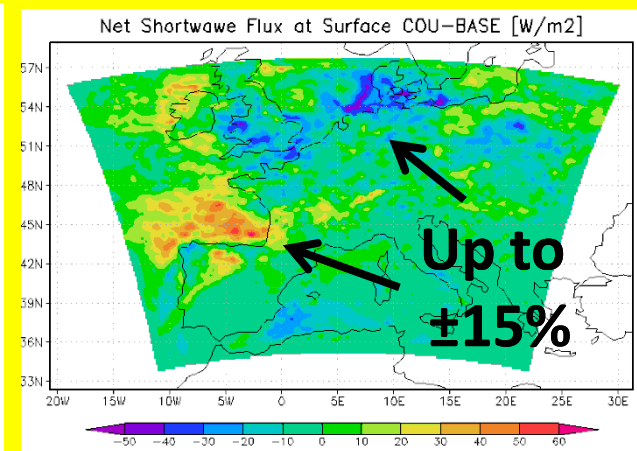 Net Shortwave Flux at Surface COU-BASE [W/m2]
57N
54N
51N
48N
45N
42N
39N
36N
33N
Up to
±15%
20W 15W 10W 5W 0 5E 10E 15E 20E 25E 30E
-50 -40 -30 -20 -10 0 10 20 30 40 50 60